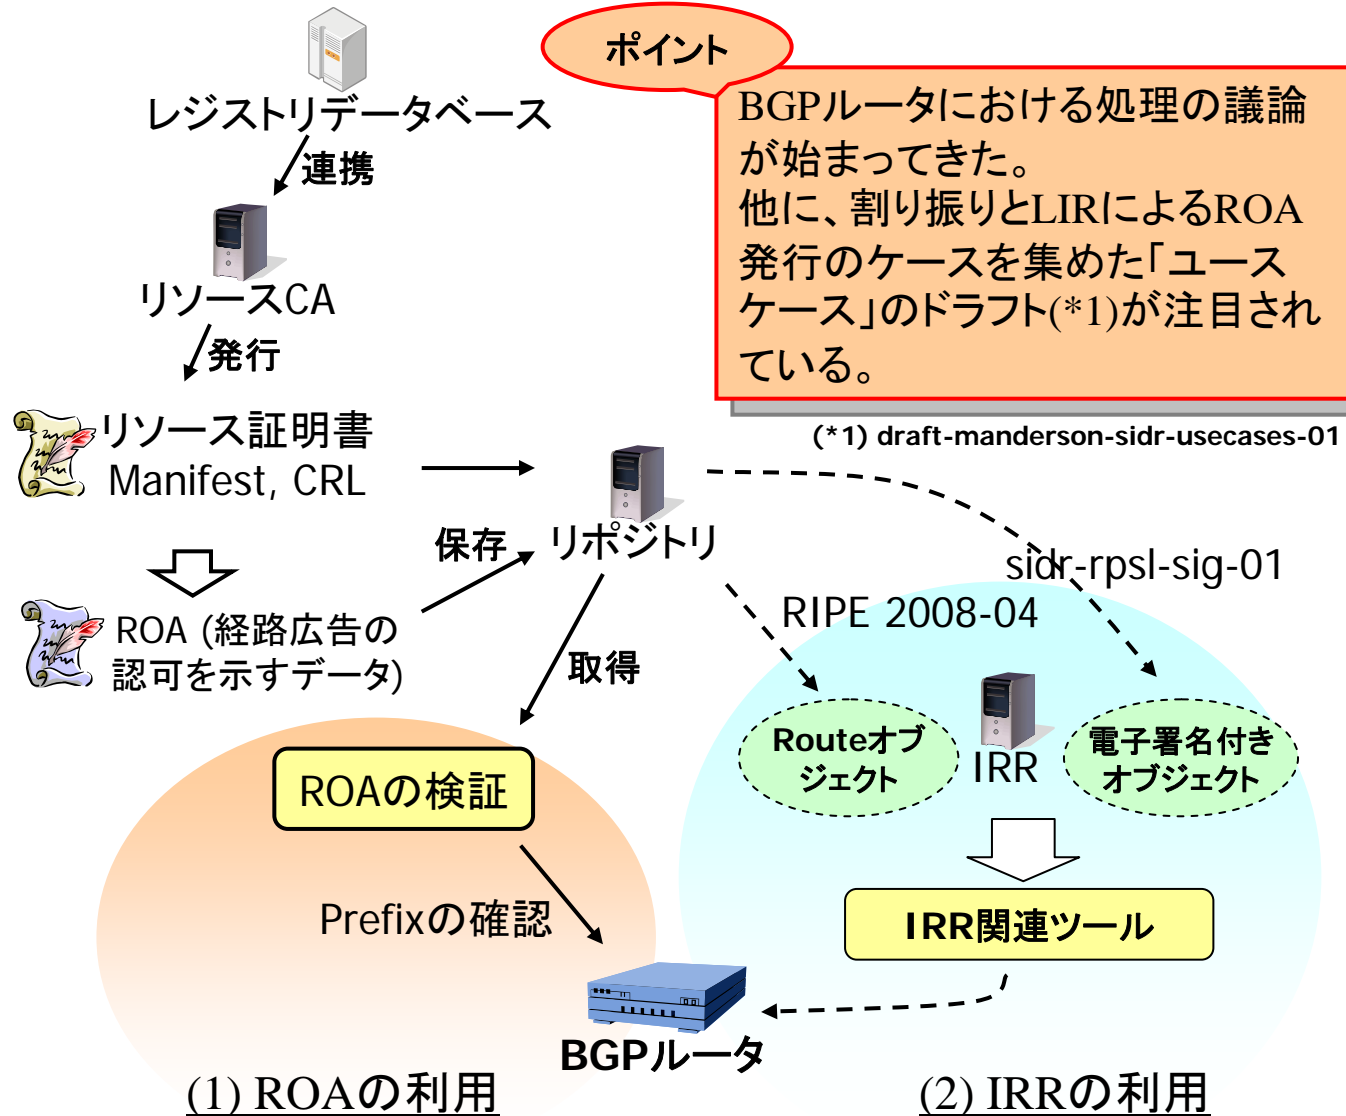 ポイント
BGPルータにおける処理の議論
が始まってきた。
他に、割り振りとLIRによるROA
発行のケースを集めた「ユース
ケース」のドラフト(*1)が注目され
ている。
(*1) draft-manderson-sidr-usecases-01
レジストリデータベース
連携
リソースCA
発行
リソース証明書
Manifest, CRL
保存
リポジトリ
ROA (経路広告の
認可を示すデータ)
取得
sidr-rpsl-sig-01
RIPE 2008-04
Routeオブ
ジェクト
IRR
電子署名付き
オブジェクト
ROAの検証
Prefixの確認
IRR関連ツール
BGPルータ
(1) ROAの利用
(2) IRRの利用